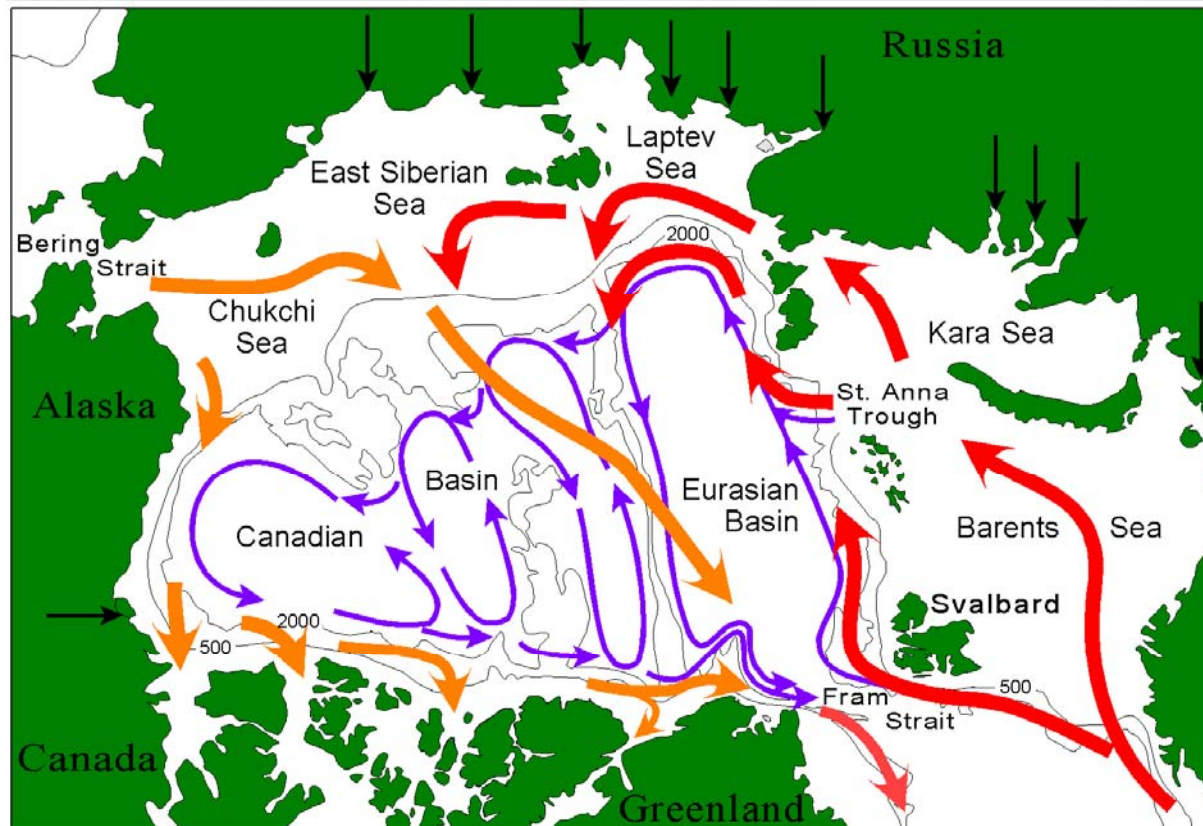 Russia
Laptev
Sea
East Siberian
Sea
Bering
Strait
2000
Chukchi
Sea
Kara Sea
Alaska
St. Anna
Trough
Basin
Eurasian
Basin
Canadian
Barents Sea
Svalbard
2000
500
500
Fram
Strait
Canada
Greenland